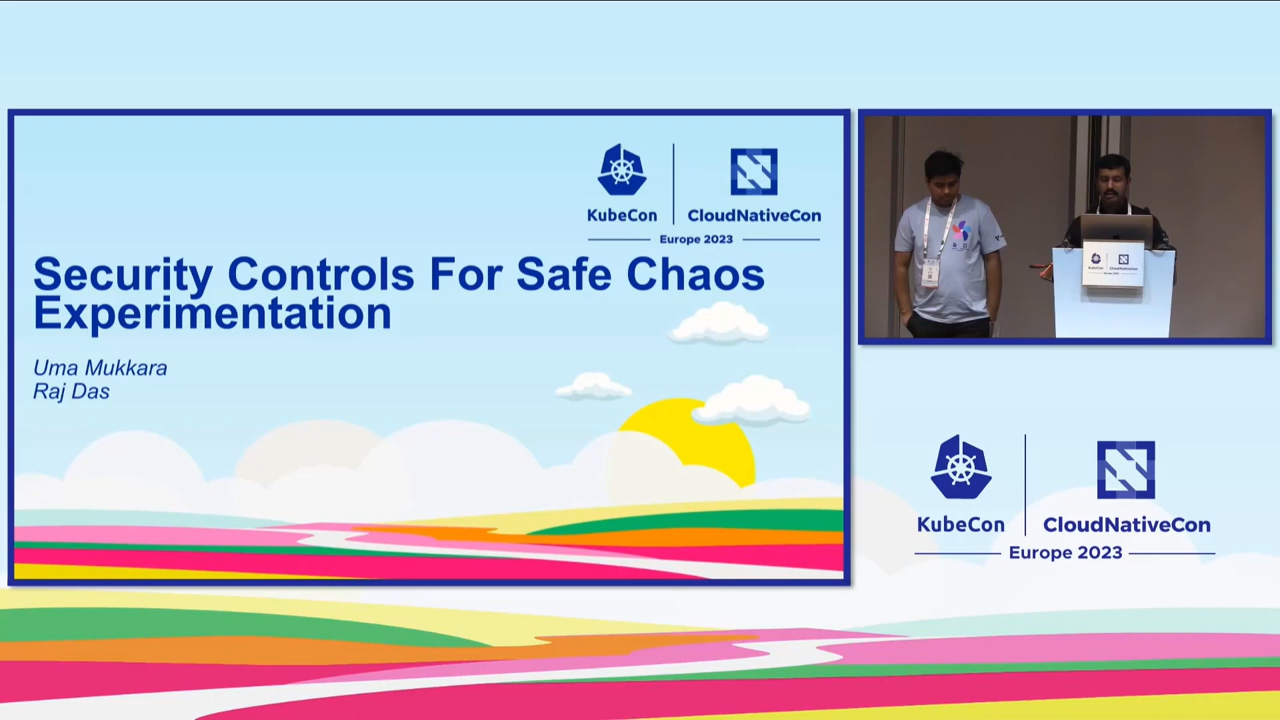 KubeCon
CloudNativeCon
Europe 2023
Security Controls For Safe Chaos
Experimentation
Uma Mukkara
Raj Das
KubeCon
CloudNativeCon
Europe 2023